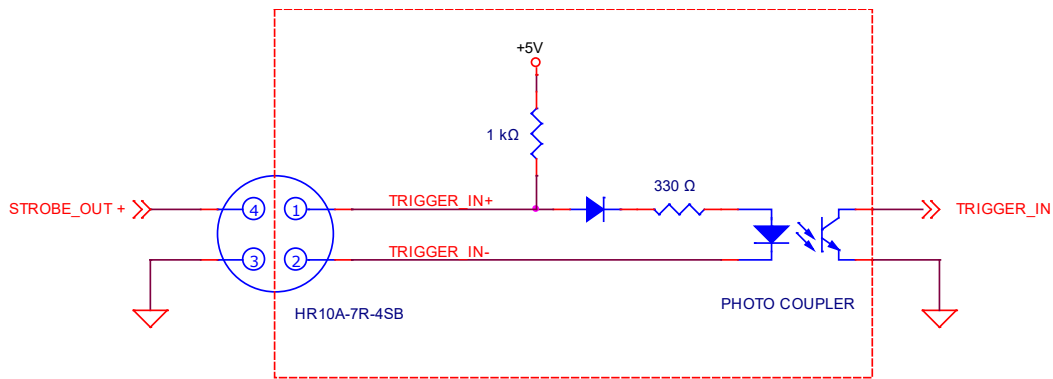 +5V
1 kΩ
330 Ω
STROBE_OUT +
4
1
TRIGGER_IN+
TRIGGER_IN
3
2
TRIGGER_IN-
HR10A-7R-4SB
PHOTO COUPLER